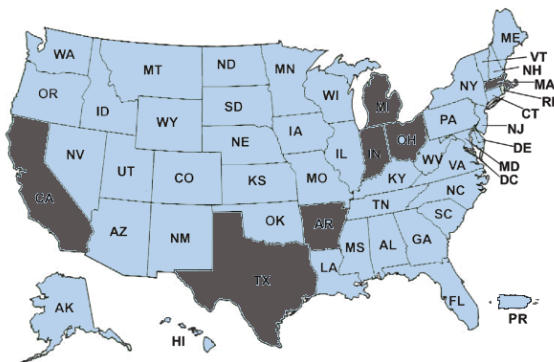 ME
VT
NH
WA
MT
ND
MN
MA
OR
ID
SD
WI
NY
RI
MI
CT
WY
IA
PA
NJ
NV
NE
IL
IN
OH
DE
UT
CO
WV
VA
MD
CA
KS
MO
KY
DC
NC
TN
AZ
NM
OK
AR
SC
MS
AL
GA
TX
LA
AK
FL
HI
PR